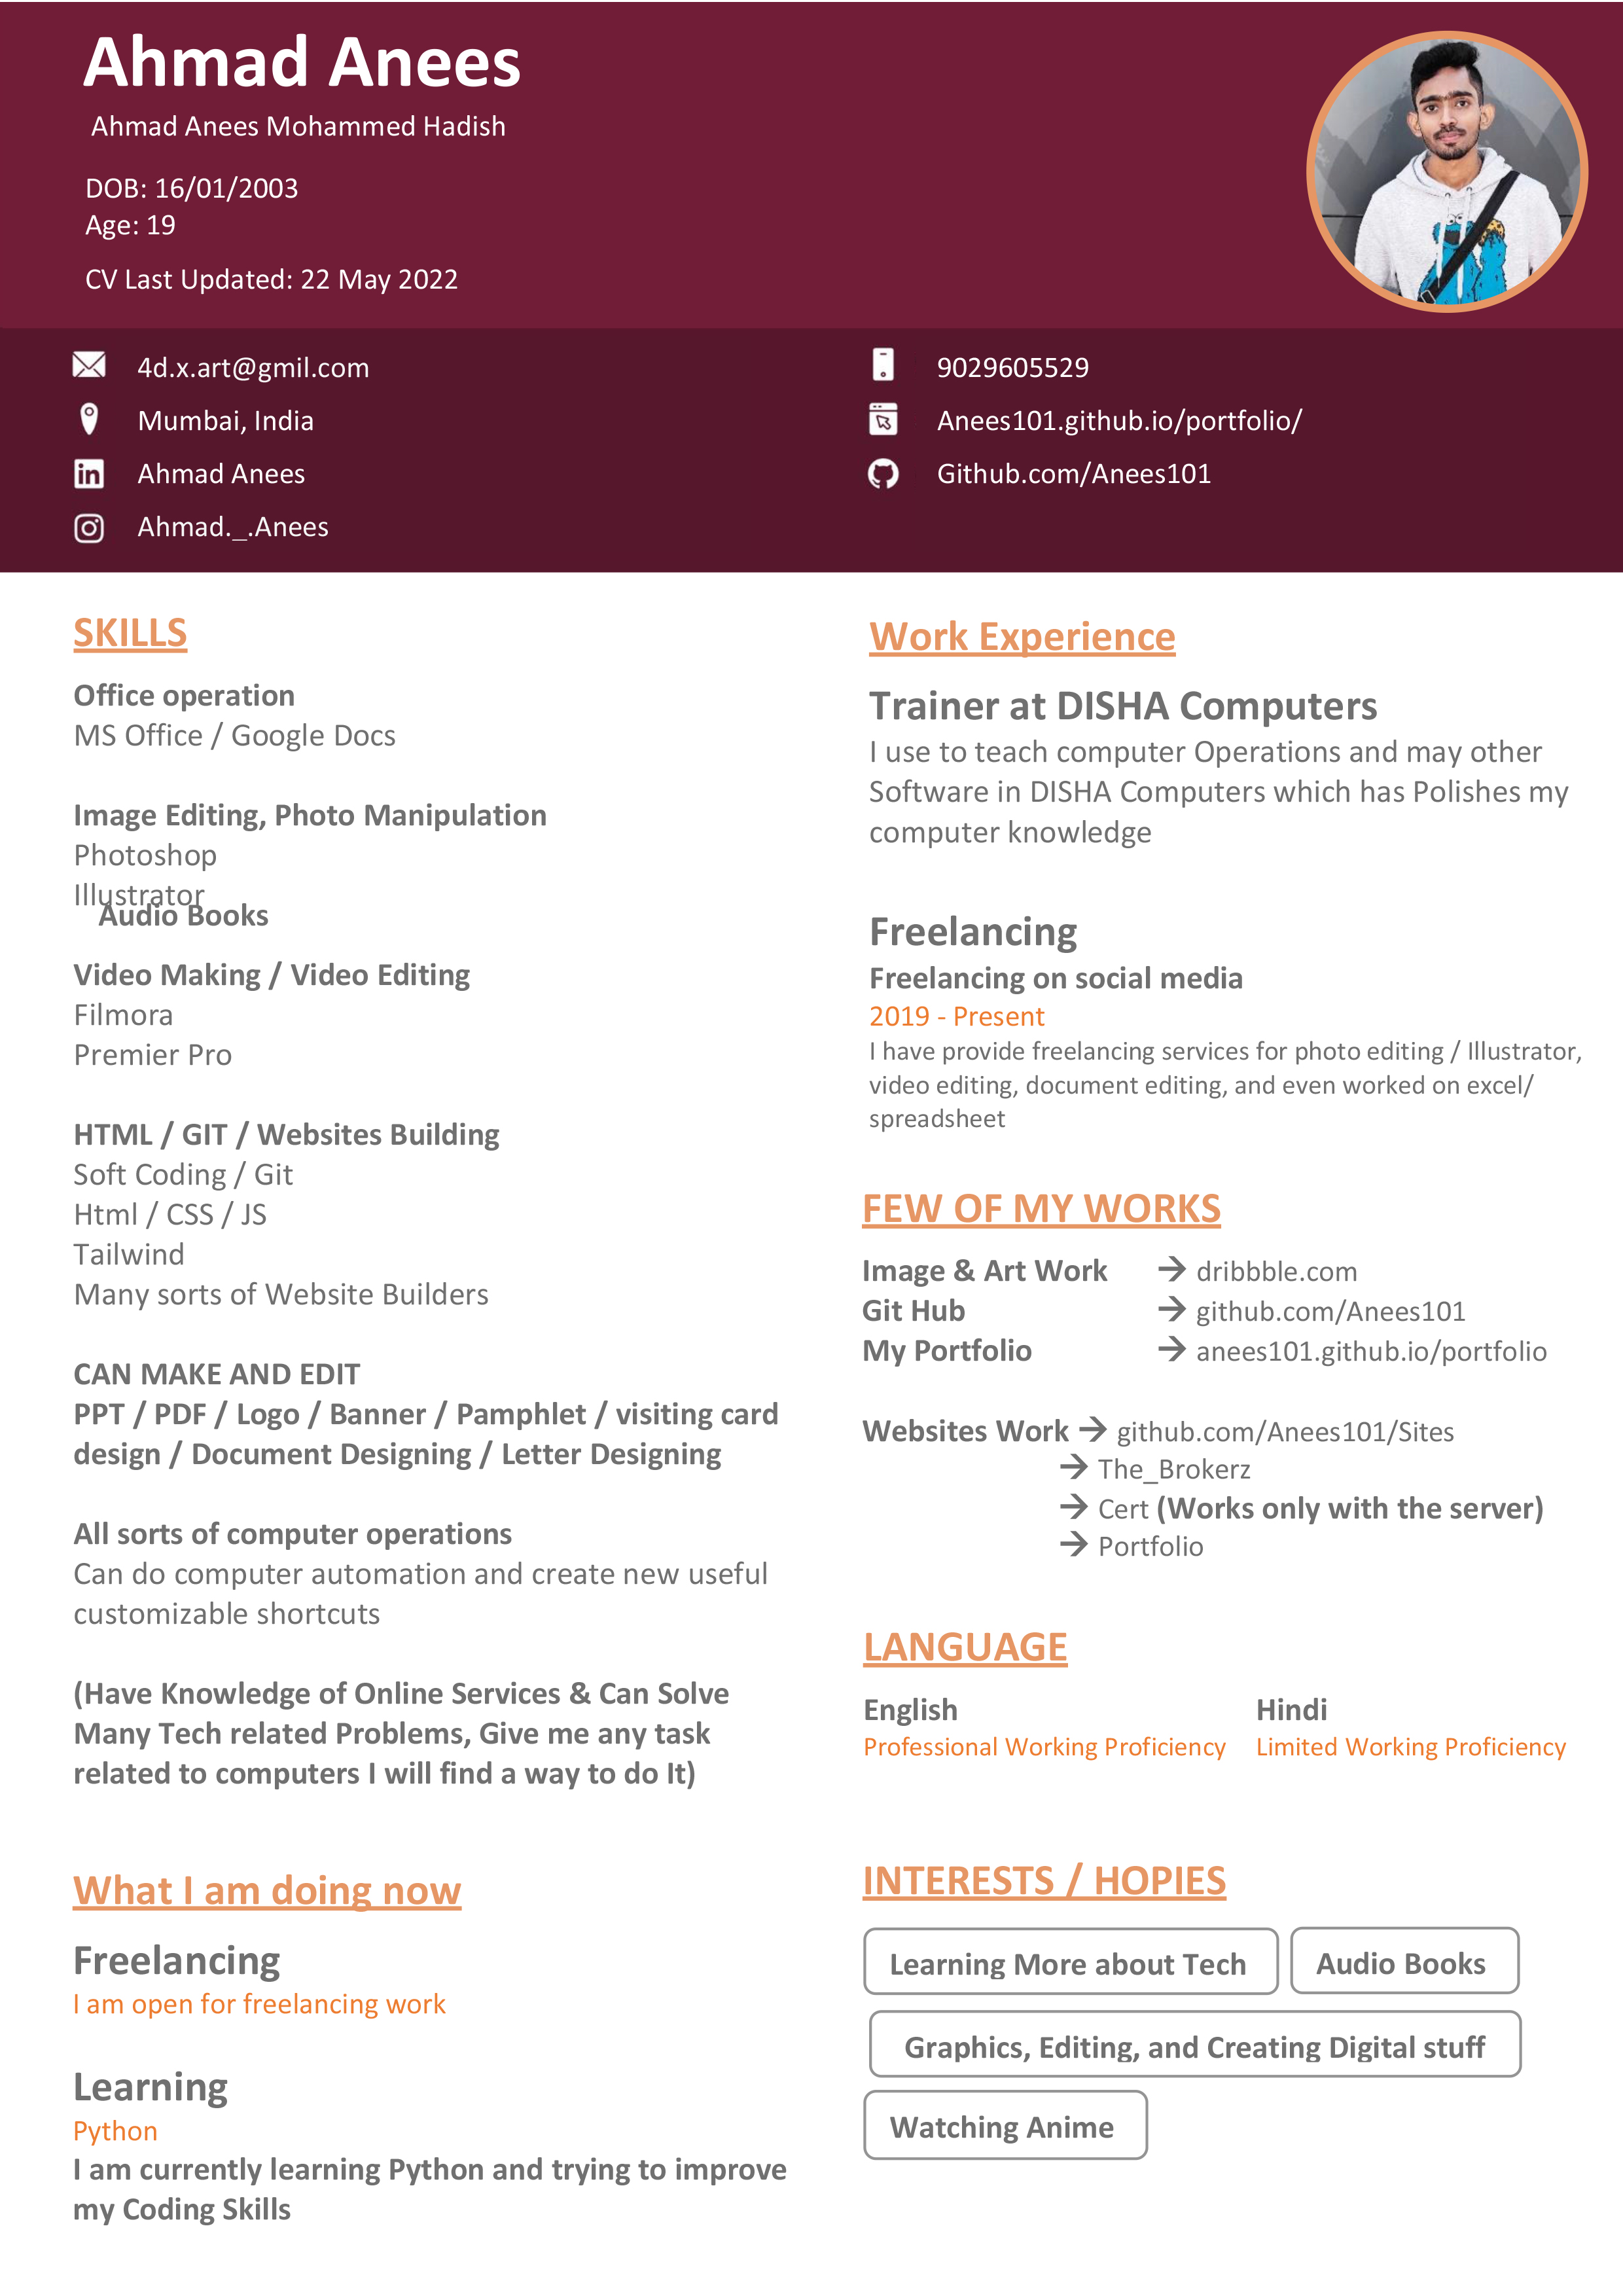 Ahmad Anees
Ahmad Anees Mohammed Hadish
DOB: 16/01/2003
Age: 19
CV Last Updated: 22 May 2022
4d.x.art@gmil.com
Mumbai, India
Ahmad Anees
Ahmad._.Anees
9029605529
Anees101.github.io/portfolio/
Github.com/Anees101
SKILLS
Office operation
MS Office / Google Docs
Image Editing, Photo Manipulation
Photoshop
Illustrator
Audio Books
Video Making / Video Editing
Filmora
Premier Pro
HTML / GIT / Websites Building
Soft Coding / Git
Html / CSS / JS
Tailwind
Many sorts of Website Builders
CAN MAKE AND EDIT
PPT / PDF / Logo / Banner / Pamphlet / visiting card
design / Document Designing / Letter Designing
All sorts of computer operations
Can do computer automation and create new useful
customizable shortcuts
(Have Knowledge of Online Services & Can Solve
Many Tech related Problems, Give me any task
related to computers I will find a way to do It)
What I am doing now
Freelancing
I am open for freelancing work
Learning
Python
I am currently learning Python and trying to improve
my Coding Skills
Work Experience
Trainer at DISHA Computers
I use to teach computer Operations and may other
Software in DISHA Computers which has Polishes my
computer knowledge
Freelancing
Freelancing on social media
2019 - Present
I have provide freelancing services for photo editing / Illustrator,
video editing, document editing, and even worked on excel/
spreadsheet
FEW OF MY WORKS
Image & Art Work → dribbble.com
Git Hub → github.com/Anees101
My Portfolio → anees101.github.io/portfolio
Websites Work → github.com/Anees101/Sites
→ The_Brokerz
→ Cert (Works only with the server)
→ Portfolio
LANGUAGE
English Hindi
Professional Working Proficiency Limited Working Proficiency
INTERESTS / HOPIES
Learning More about Tech Audio Books
Graphics, Editing, and Creating Digital stuff
Watching Anime